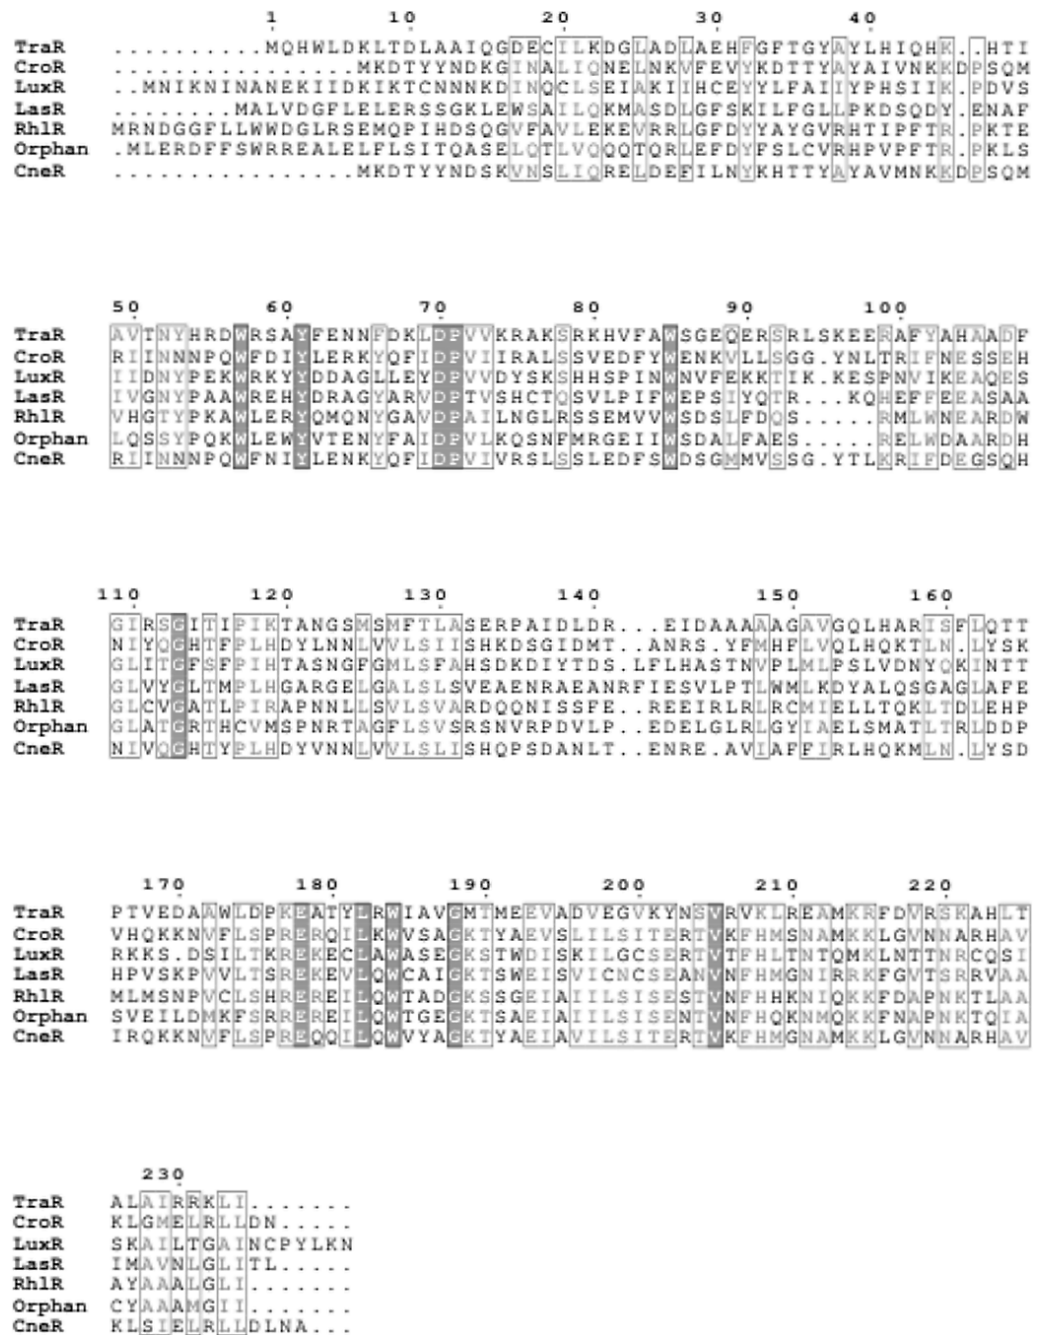 1 10 20 30 40
TraR ..........MQHWLDKLTDLAAIQGDECILKDGLADLAEHFGFTGYAYLHIQHK..HTI
CroR ................MKDTYYNDKGINALIQNELNKVFEVYKDTTYAYAIVNKKDPSQM
LuxR ..MNIKNINANEKIIDKIKTCNNNKDINQCLSEIAKIIHCEYYLFAIIYPHSIIK.PDVS
LasR ........MALVDGFLELERSSGKLEWSAILQKMASDLGFSKILFGLLPKDSQDY.ENAF
RhlR MRNDGGFLLWWDGLRSEMQPIHDSQGVFAVLEKEVRRLGFDYYAYGVRHTIPFTR.PKTE
Orphan .MLERDFFSWRREALELFLSITQASELQTLVQQQTQRLEFDYFSLCVRHPVPFTR.PKLS
CneR ................MKDTYYNDSKVNSLIQRELDEFILNYKHTTYAYAVMNKKDPSQM
50 60 70 80 90 100
TraR AVTNYHRDWRSAYFENNFDKLDPVVKRAKSRKHVFAWSGEQERSRLSKEERAFYAHAADF
CroR RIINNNPQWFDIYLERKYQFIDPVIIRALSSVEDFYWENKVLLSGG.YNLTRIFNESSEH
LuxR IIDNYPEKWRKYYDDAGLLEYDPVVDYSKSHHSPINWNVFEKKTIK.KESPNVIKEAQES
LasR IVGNYPAAWREHYDRAGYARVDPTVSHCTQSVLPIFWEPSIYQTR...KQHEFFEEASAA
RhlR VHGTYPKAWLERYQMQNYGAVDPAILNGLRSSEMVVWSDSLFDQS.....RMLWNEARDW
Orphan LQSSYPQKWLEWYVTENYFAIDPVLKQSNFMRGEIIWSDALFAES.....RELWDAARDH
CneR RIINNNPQWFNIYLENKYQFIDPVIVRSLSSLEDFSWDSGMMVSSG.YTLKRIFDEGSQH
110 120 130 140 150 160
TraR GIRSGITIPIKTANGSMSMFTLASERPAIDLDR...EIDAAAAAGAVGQLHARISFLQTT
CroR NIYQGHTFPLHDYLNNLVVLSIISHKDSGIDMT..ANRS.YFMHFLVQLHQKTLN.LYSK
LuxR GLITGFSFPIHTASNGFGMLSFAHSDKDIYTDS.LFLHASTNVPLMLPSLVDNYQKINTT
LasR GLVYGLTMPLHGARGELGALSLSVEAENRAEANRFIESVLPTLWMLKDYALQSGAGLAFE
RhlR GLCVGATLPIRAPNNLLSVLSVARDQQNISSFE..REEIRLRLRCMIELLTQKLTDLEHP
Orphan GLATGRTHCVMSPNRTAGFLSVSRSNVRPDVLP..EDELGLRLGYIAELSMATLTRLDDP
CneR NIVQGHTYPLHDYVNNLVVLSLISHQPSDANLT..ENRE.AVIAFFIRLHQKMLN.LYSD
170 180 190 200 210 220
TraR PTVEDAAWLDPKEATYLRWIAVGMTMEEVADVEGVKYNSVRVKLREAMKRFDVRSKAHLT
CroR VHQKKNVFLSPRERQILKWVSAGKTYAEVSLILSITERTVKFHMSNAMKKLGVNNARHAV
LuxR RKKS.DSILTKREKECLAWASEGKSTWDISKILGCSERTVTFHLTNTQMKLNTTNRCQSI
LasR HPVSKPVVLTSREKEVLQWCAIGKTSWEISVICNCSEANVNFHMGNIRRKFGVTSRRVAA
RhlR MLMSNPVCLSHREREILQWTADGKSSGEIAIILSISESTVNFHHKNIQKKFDAPNKTLAA
Orphan SVEILDMKFSRREREILQWTGEGKTSAEIAIILSISENTVNFHQKNMQKKFNAPNKTQIA
CneR IRQKKNVFLSPREQQILQWVYAGKTYAEIAVILSITERTVKFHMGNAMKKLGVNNARHAV
230
TraR ALAIRRKLI.......
CroR KLGMELRLLDN.....
LuxR SKAILTGAINCPYLKN
LasR IMAVNLGLITL.....
RhlR AYAAALGLI.......
Orphan CYAAAMGII.......
CneR KLSIELRLLDLNA...